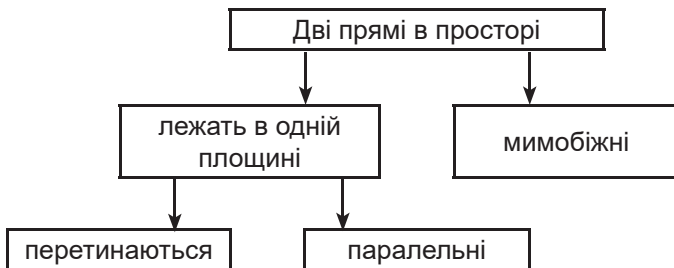 Дві прямі в просторі
лежать в одній
площині
мимобіжні
перетинаються
паралельні